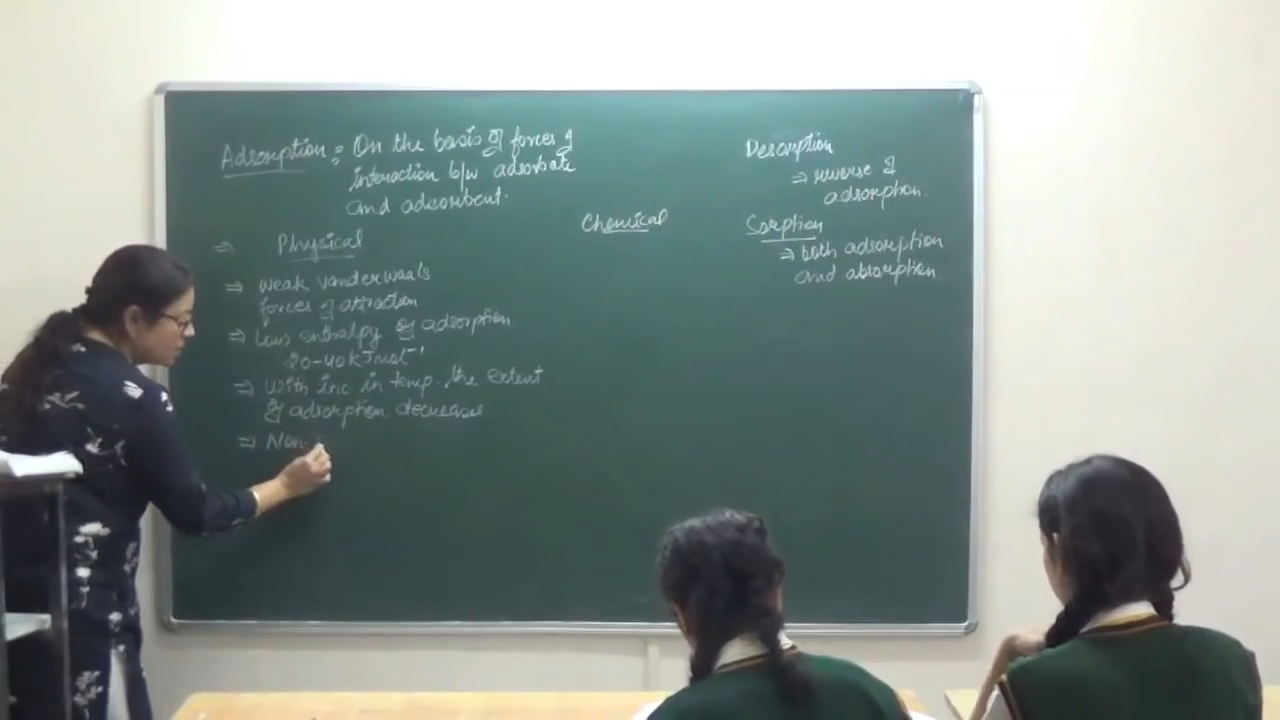 Adsorption : On the basis of forces of
interaction b/w adsorbate
and adsorbent.
⇒ Physical
⇒ weak vanderwaals
forces of attraction
⇒ Low enthalpy of adsorption
20-40 kJ mol⁻¹
⇒ With inc. in temp. the extent
of adsorption decreases
⇒ Non-
Chemical
Desorption
⇒ reverse of
adsorption.
Sorption
⇒ both adsorption
and absorption.